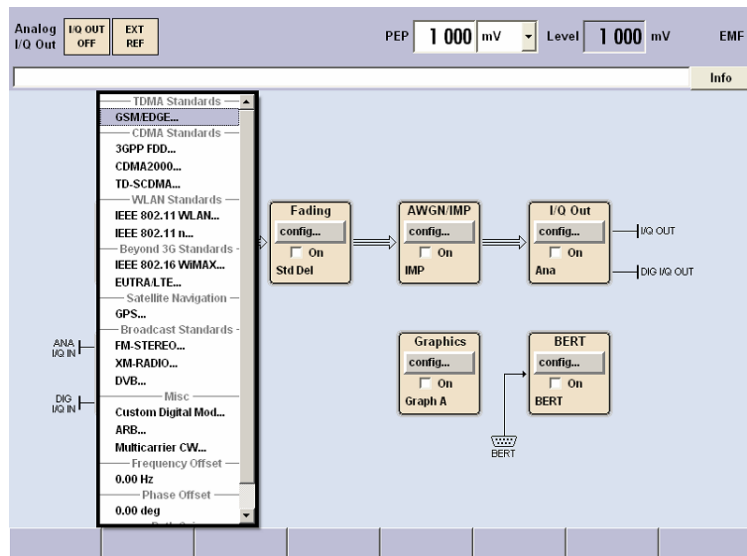 Analog
I/Q Out
I/Q OUT
OFF
EXT
REF
PEP 1 000 mV Level 1 000 mV EMF
Info
TDMA Standards
GSM/EDGE...
CDMA Standards
3GPP FDD...
CDMA2000...
TD-SCDMA...
WLAN Standards
IEEE 802.11 WLAN...
IEEE 802.11 n...
Beyond 3G Standards
IEEE 802.16 WiMAX...
EUTRA/LTE...
Satellite Navigation
GPS...
Broadcast Standards
FM-STEREO...
XM-RADIO...
DVB...
Misc
Custom Digital Mod...
ARB...
Multicarrier CW...
Frequency Offset
0.00 Hz
Phase Offset
0.00 deg
ANA
I/Q IN
DIG
I/Q IN
Fading
config...
On
Std Del
AWGN/IMP
config...
On
IMP
I/Q Out
config...
On
Ana
I/Q OUT
DIG I/Q OUT
Graphics
config...
On
Graph A
BERT
config...
On
BERT
BERT